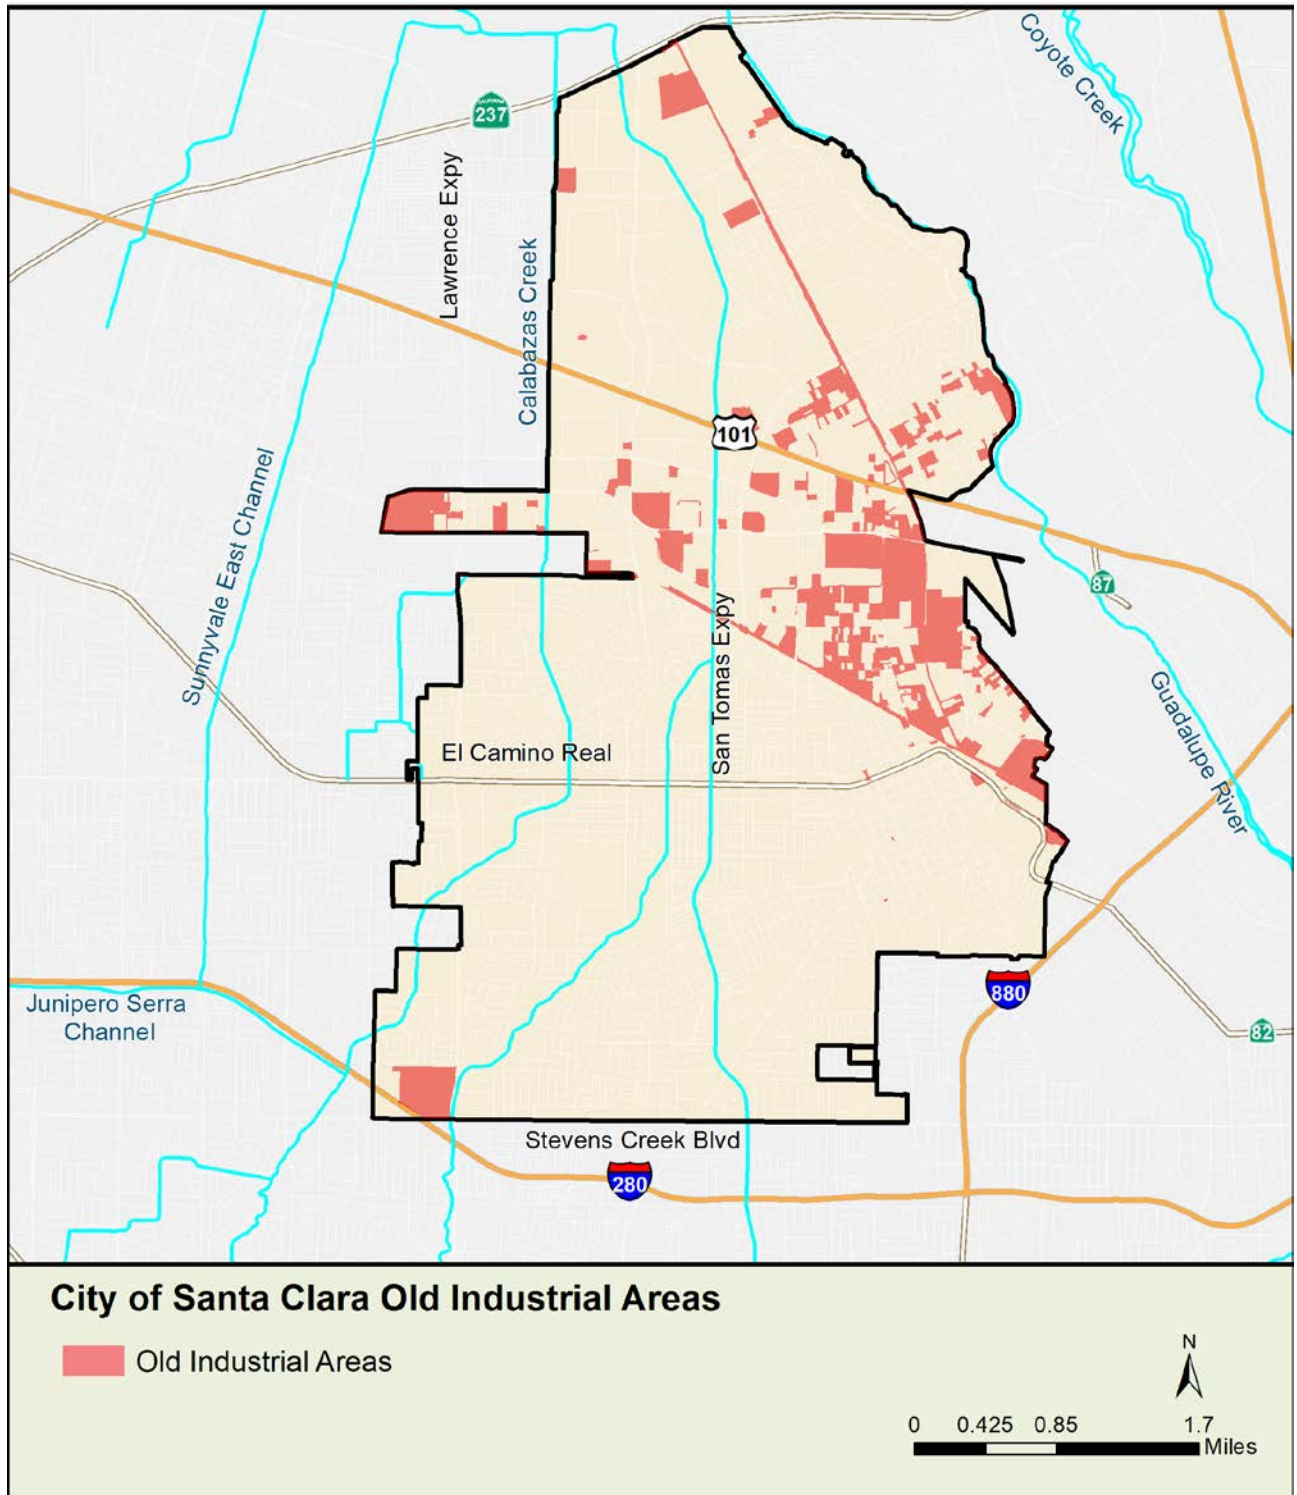 Coyote Creek
CALIFORNIA
237
Lawrence Expy
Calabazas Creek
101
Sunnyvale East Channel
87
San Tomas Expy
Guadalupe River
El Camino Real
880
Junipero Serra
Channel
82
Stevens Creek Blvd
280
City of Santa Clara Old Industrial Areas
Old Industrial Areas
N
0 0.425 0.85 1.7
Miles